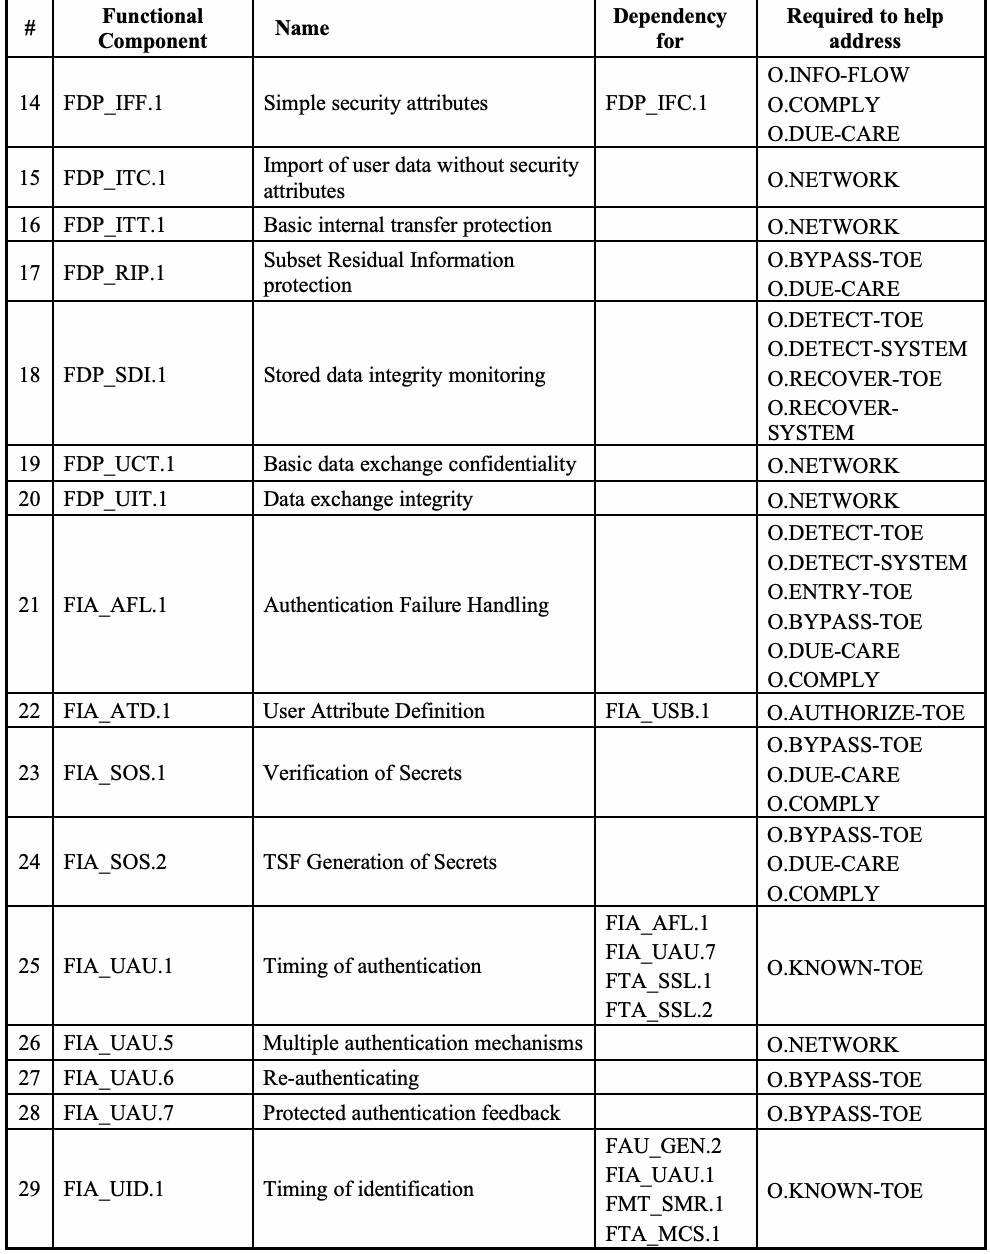 # Functional Component Name Dependency for Required to help address
14 FDP_IFF.1 Simple security attributes FDP_IFC.1 O.INFO-FLOW
O.COMPLY
O.DUE-CARE
15 FDP_ITC.1 Import of user data without security attributes O.NETWORK
16 FDP_ITT.1 Basic internal transfer protection O.NETWORK
17 FDP_RIP.1 Subset Residual Information protection O.BYPASS-TOE
O.DUE-CARE
18 FDP_SDI.1 Stored data integrity monitoring O.DETECT-TOE
O.DETECT-SYSTEM
O.RECOVER-TOE
O.RECOVER-
SYSTEM
19 FDP_UCT.1 Basic data exchange confidentiality O.NETWORK
20 FDP_UIT.1 Data exchange integrity O.NETWORK
21 FIA_AFL.1 Authentication Failure Handling O.DETECT-TOE
O.DETECT-SYSTEM
O.ENTRY-TOE
O.BYPASS-TOE
O.DUE-CARE
O.COMPLY
22 FIA_ATD.1 User Attribute Definition FIA_USB.1 O.AUTHORIZE-TOE
23 FIA_SOS.1 Verification of Secrets O.BYPASS-TOE
O.DUE-CARE
O.COMPLY
24 FIA_SOS.2 TSF Generation of Secrets O.BYPASS-TOE
O.DUE-CARE
O.COMPLY
25 FIA_UAU.1 Timing of authentication FIA_AFL.1
FIA_UAU.7
FTA_SSL.1
FTA_SSL.2
O.KNOWN-TOE
26 FIA_UAU.5 Multiple authentication mechanisms O.NETWORK
27 FIA_UAU.6 Re-authenticating O.BYPASS-TOE
28 FIA_UAU.7 Protected authentication feedback O.BYPASS-TOE
29 FIA_UID.1 Timing of identification FAU_GEN.2
FIA_UAU.1
FMT_SMR.1
FTA_MCS.1
O.KNOWN-TOE